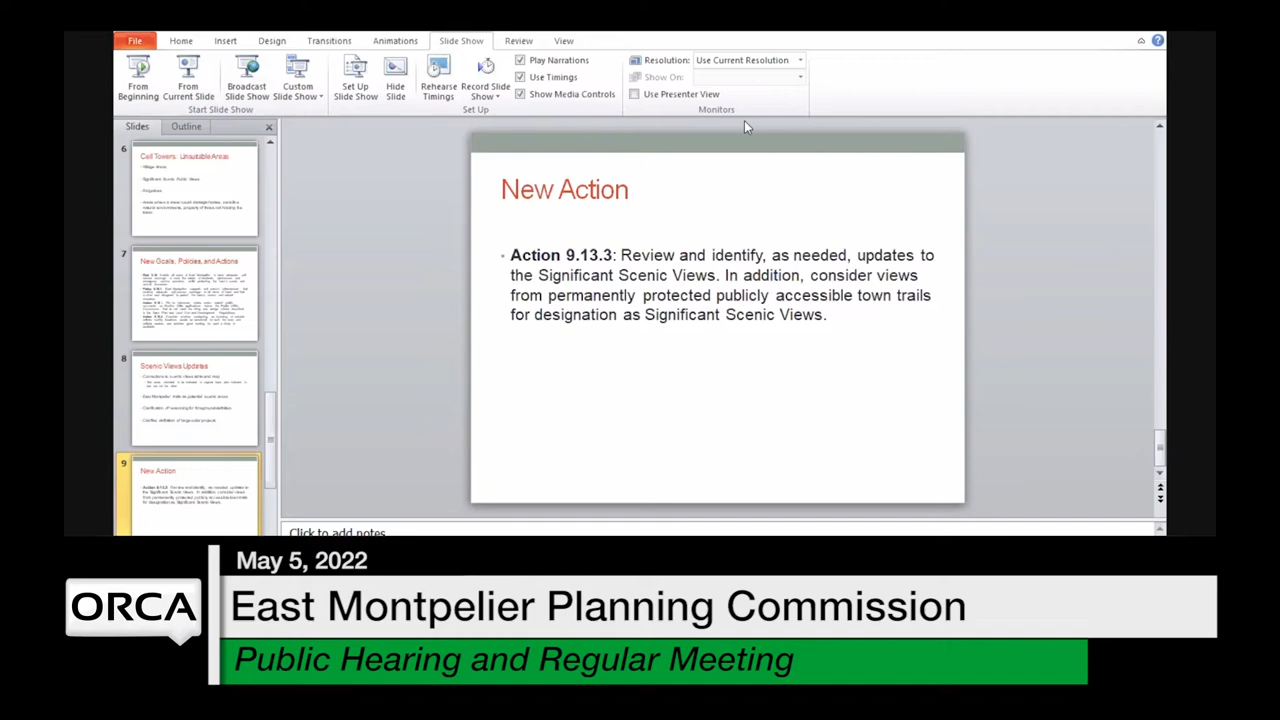 File Home Insert Design Transitions Animations Slide Show Review View
From Beginning
From Current Slide
Broadcast Slide Show
Custom Slide Show
Set Up Slide Show
Hide Slide
Rehearse Timings
Record Slide Show
Play Narrations
Use Timings
Show Media Controls
Resolution: Use Current Resolution
Show On:
Use Presenter View
Start Slide Show Set Up Monitors
Slides Outline
6
Cell Towers: Unsuitable Areas
7
New Goals, Policies, and Actions
8
Scenic Views Updates
9
New Action
New Action
Action 9.13.3: Review and identify, as needed, updates to
the Significant Scenic Views. In addition, consider views
from permanently protected publicly accessible town land
for designation as Significant Scenic Views.
Click to add notes
May 5, 2022
ORCA
East Montpelier Planning Commission
Public Hearing and Regular Meeting